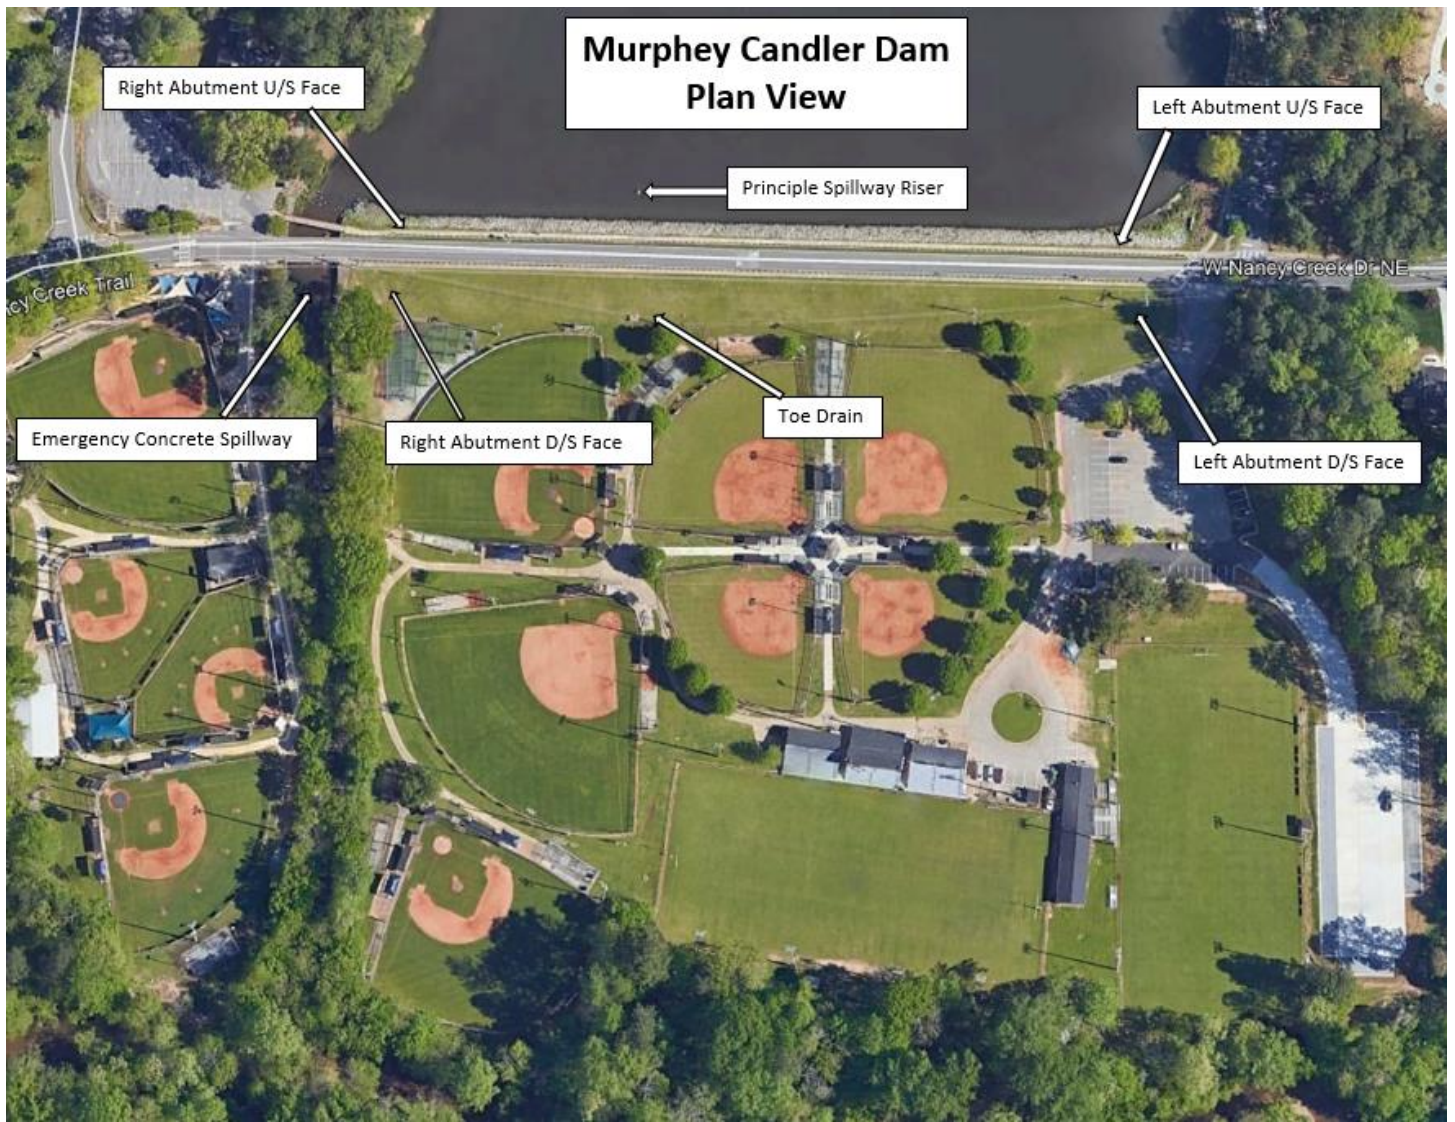 Murphey Candler Dam
Plan View
Right Abutment U/S Face
Left Abutment U/S Face
Principle Spillway Riser
W Nancy Creek Dr NE
cy Creek Trail
Toe Drain
Emergency Concrete Spillway
Right Abutment D/S Face
Left Abutment D/S Face